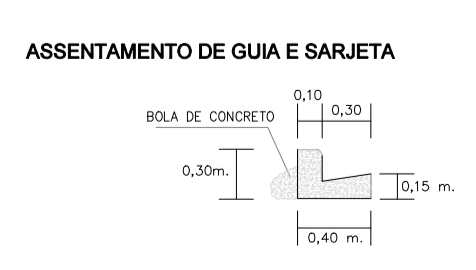 ASSENTAMENTO DE GUIA E SARJETA
0,10
0,30
BOLA DE CONCRETO
0,30m.
0,15 m.
0,40 m.